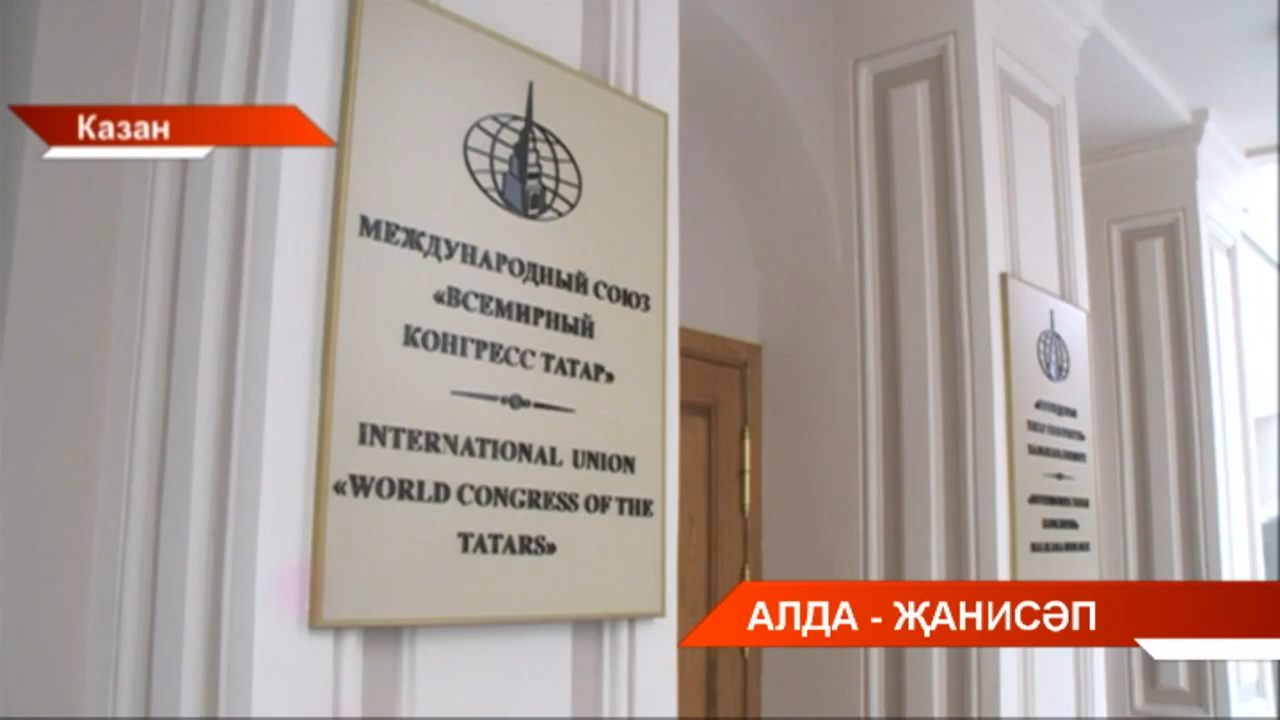 Казан
МЕЖДУНАРОДНЫЙ СОЮЗ
«ВСЕМИРНЫЙ
КОНГРЕСС ТАТАР»
INTERNATIONAL UNION
«WORLD CONGRESS OF THE
TATARS»
АЛДА - ҖАНИСӘП